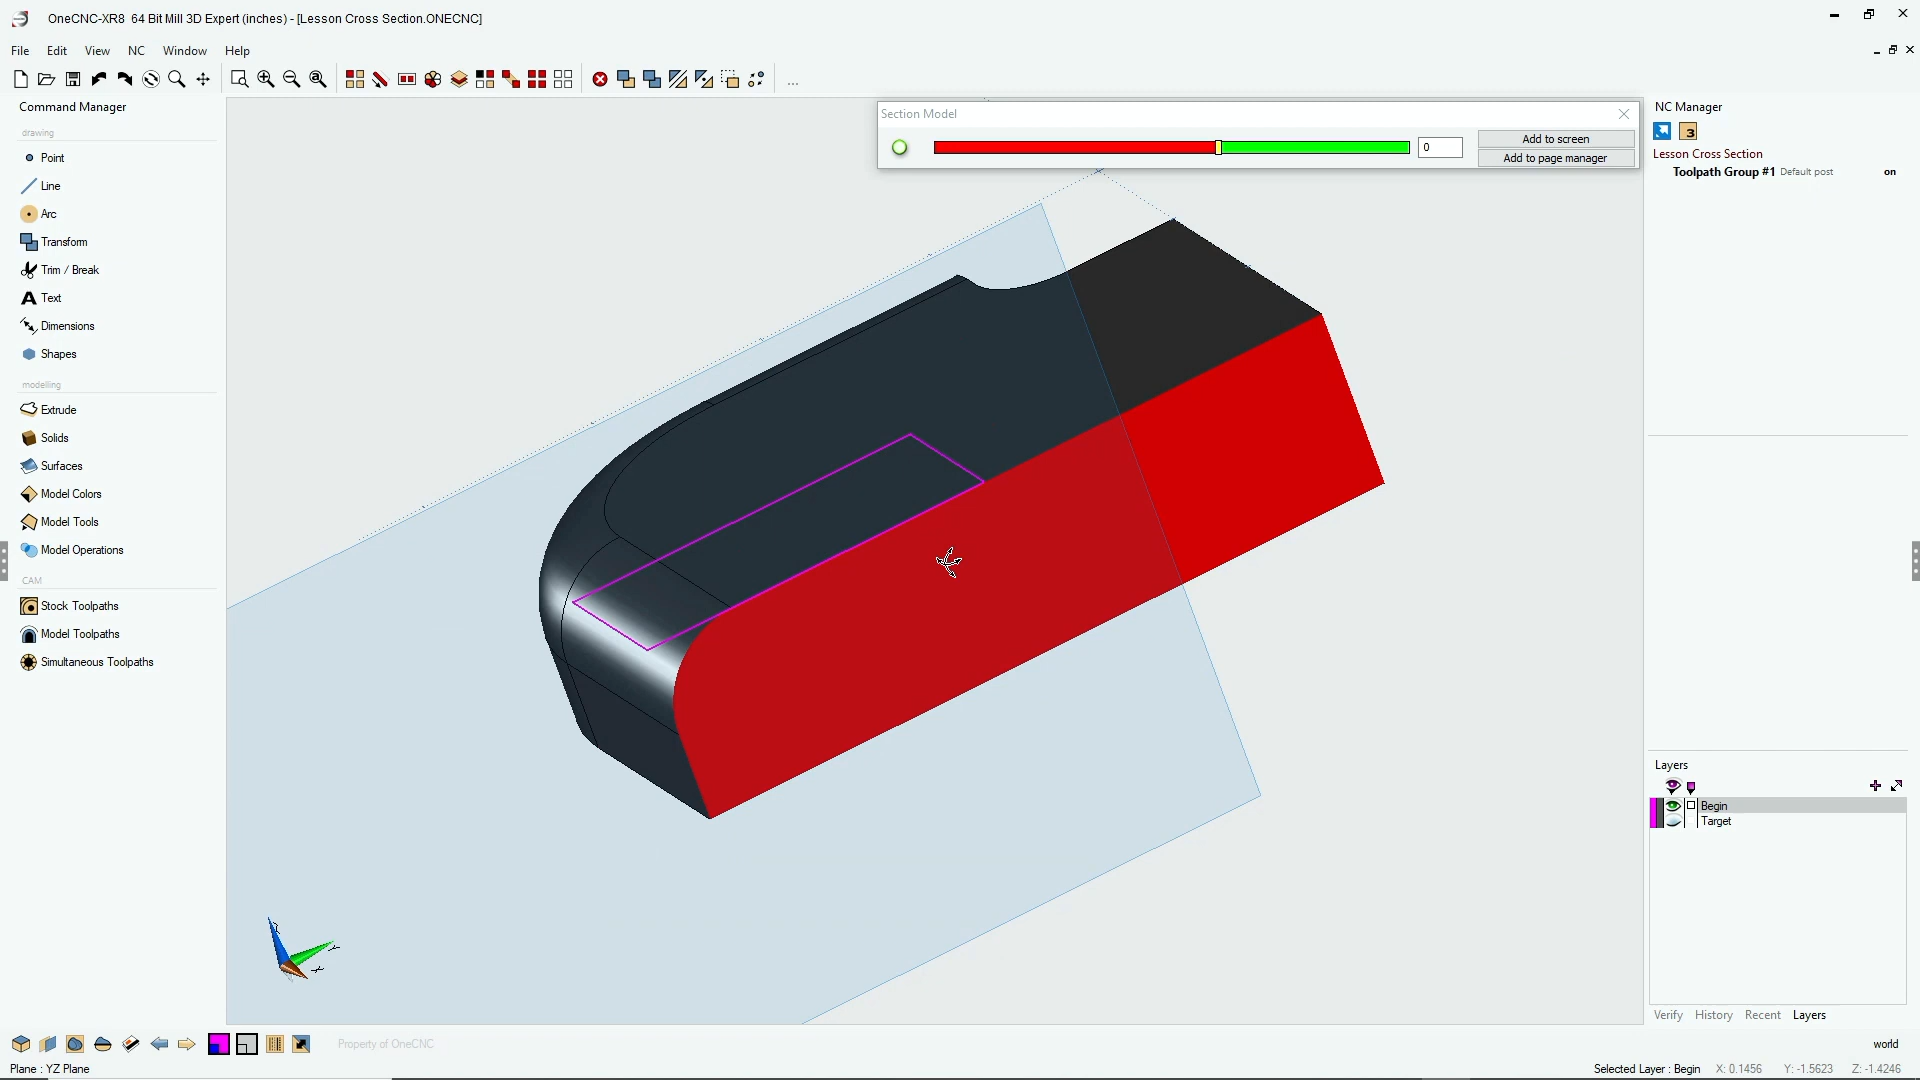 OneCNC-XR8 64 Bit Mill 3D Expert (inches) - [Lesson Cross Section.ONECNC]
File Edit View NC Window Help
Command Manager
drawing
Point
Line
Arc
Transform
Trim / Break
Text
Dimensions
Shapes
modelling
Extrude
Solids
Surfaces
Model Colors
Model Tools
Model Operations
CAM
Stock Toolpaths
Model Toolpaths
Simultaneous Toolpaths
Section Model
0
Add to screen
Add to page manager
NC Manager
3
Lesson Cross Section
Toolpath Group #1 Default post on
Layers
Begin
Target
Verify History Recent Layers
Property of OneCNC
world
Plane : YZ Plane
Selected Layer : Begin X: 0.1456 Y: -1.5623 Z: -1.4246